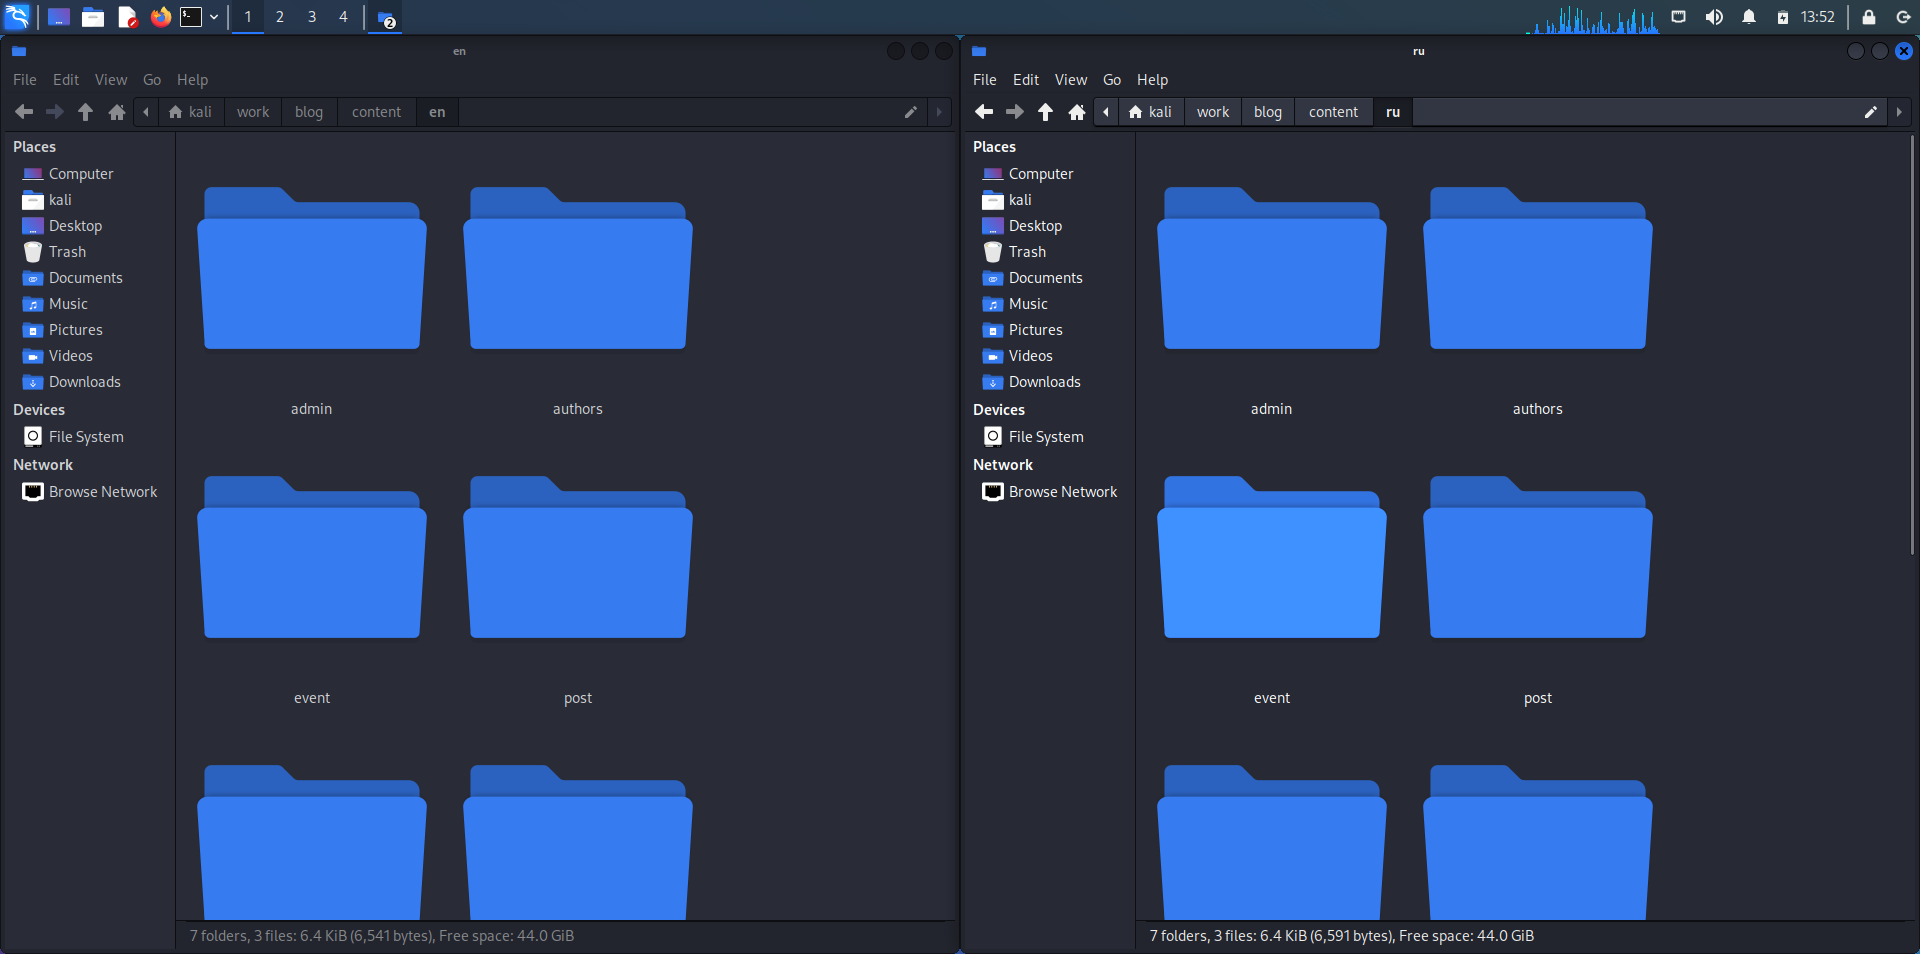 1 2 3 4 2 13:52
en
File Edit View Go Help
kali work blog content en
Places
Computer
kali
Desktop
Trash
Documents
Music
Pictures
Videos
Downloads
Devices
File System
Network
Browse Network
admin authors
event post
7 folders, 3 files: 6.4 KiB (6,541 bytes), Free space: 44.0 GiB
ru
File Edit View Go Help
kali work blog content ru
Places
Computer
kali
Desktop
Trash
Documents
Music
Pictures
Videos
Downloads
Devices
File System
Network
Browse Network
admin authors
event post
7 folders, 3 files: 6.4 KiB (6,591 bytes), Free space: 44.0 GiB